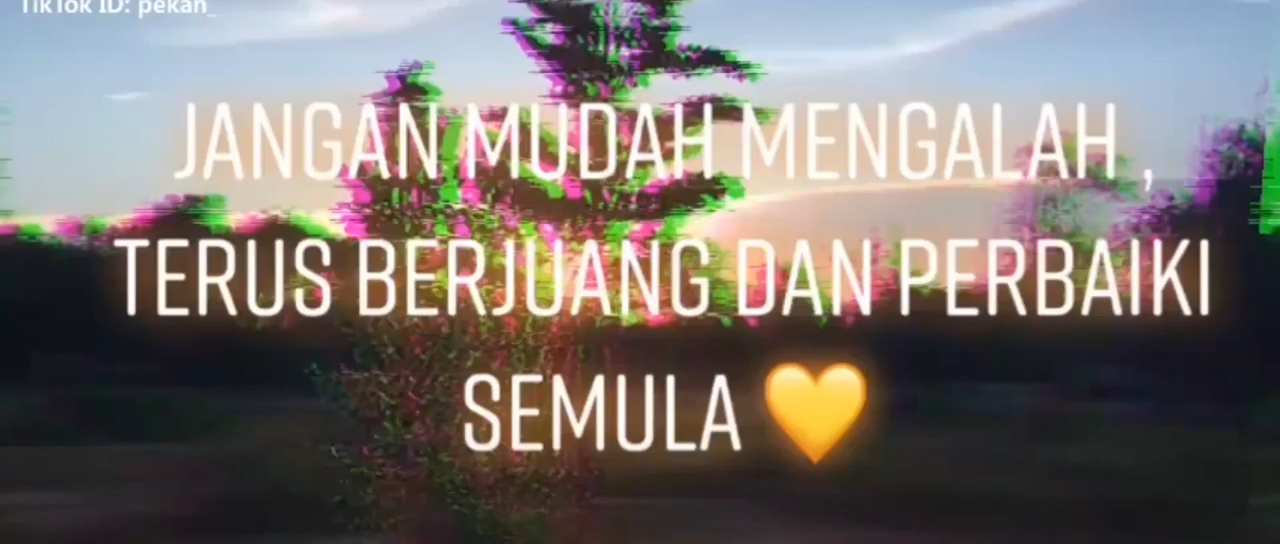 TikTok ID: pekan_
JANGAN MUDAH MENGALAH ,
TERUS BERJUANG DAN PERBAIKI
SEMULA 💛